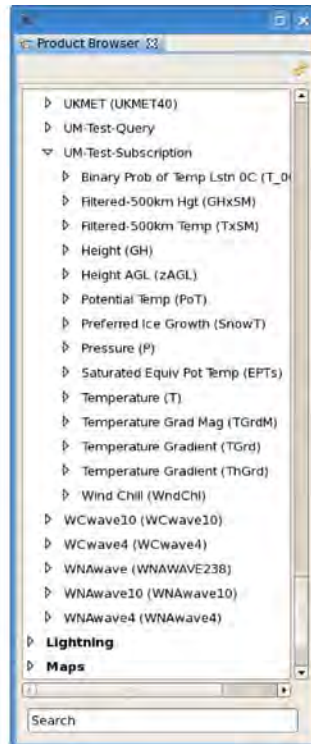 Product Browser
UKMET (UKMET40)
UM-Test-Query
UM-Test-Subscription
Binary Prob of Temp Lstn 0C (T_0
Filtered-500km Hgt (GHxSM)
Filtered-500km Temp (TxSM)
Height (GH)
Height AGL (zAGL)
Potential Temp (PoT)
Preferred Ice Growth (SnowT)
Pressure (P)
Saturated Equiv Pot Temp (EPTs)
Temperature (T)
Temperature Grad Mag (TGrdM)
Temperature Gradient (TGrd)
Temperature Gradient (ThGrd)
Wind Chill (WndChl)
WCwave10 (WCwave10)
WCwave4 (WCwave4)
WNAwave (WNAWAVE238)
WNAwave10 (WNAwave10)
WNAwave4 (WNAwave4)
Lightning
Maps
Search